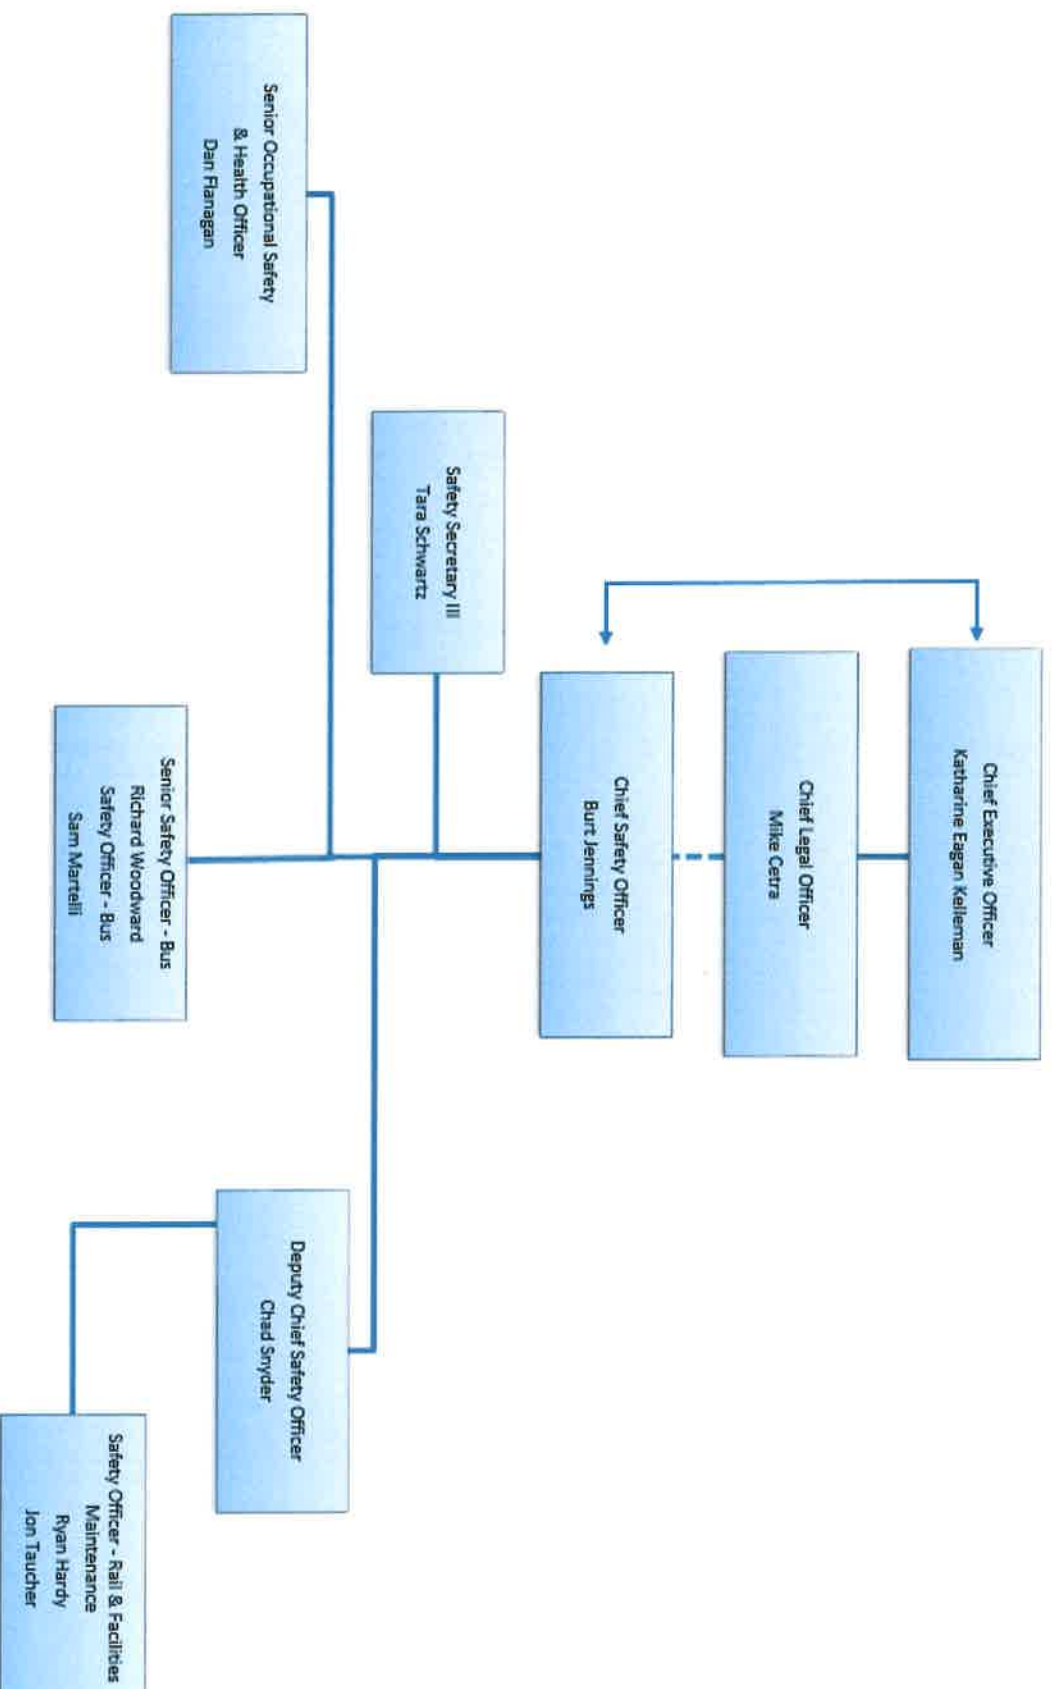 Chief Executive Officer
Katharine Eagan Kelleman
Chief Legal Officer
Mike Cetra
Chief Safety Officer
Burt Jennings
Safety Secretary III
Tara Schwartz
Senior Occupational Safety
& Health Officer
Dan Flanagan
Deputy Chief Safety Officer
Chad Snyder
Senior Safety Officer - Bus
Richard Woodward
Safety Officer - Bus
Sam Martelli
Safety Officer - Rail & Facilities
Maintenance
Ryan Hardy
Jon Taucher